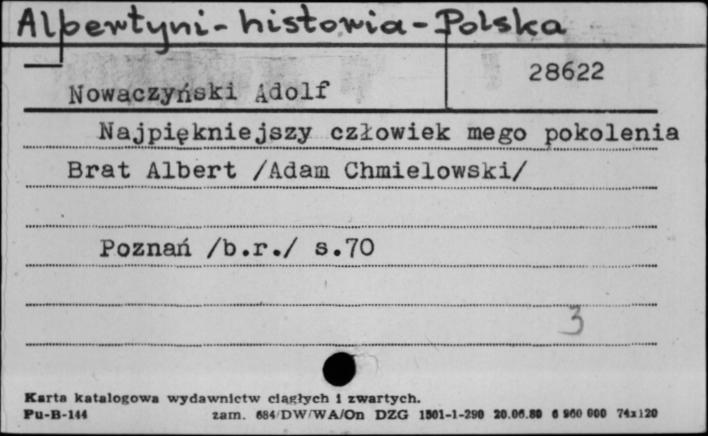 Albertyni - historia - Polska
28622
Nowaczyński Adolf
Najpiękniejszy człowiek mego pokolenia
Brat Albert /Adam Chmielowski/
Poznań /b.r./ s.70
3
Karta katalogowa wydawnictw ciągłych i zwartych.
Pu-B-144 zam. 684/DW/WA/On DZG 1801-1-290 20.06.80 6 960 000 74x120